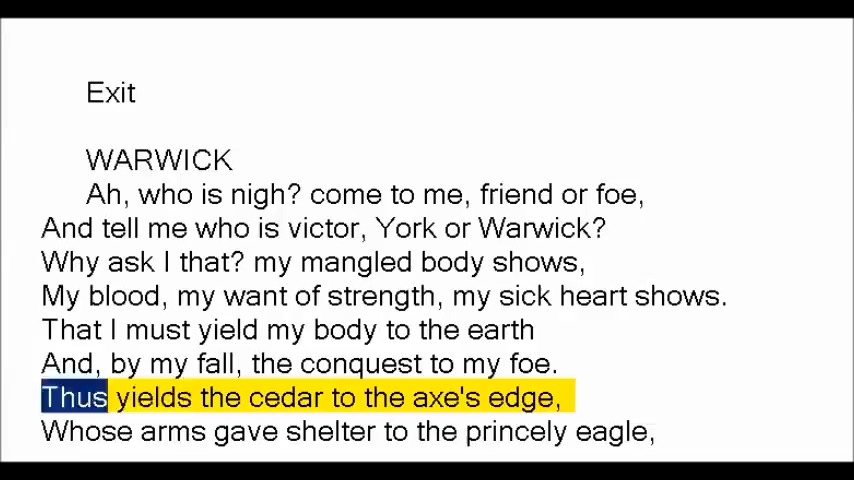 Exit
WARWICK
Ah, who is nigh? come to me, friend or foe,
And tell me who is victor, York or Warwick?
Why ask I that? my mangled body shows,
My blood, my want of strength, my sick heart shows.
That I must yield my body to the earth
And, by my fall, the conquest to my foe.
Thus yields the cedar to the axe's edge,
Whose arms gave shelter to the princely eagle,